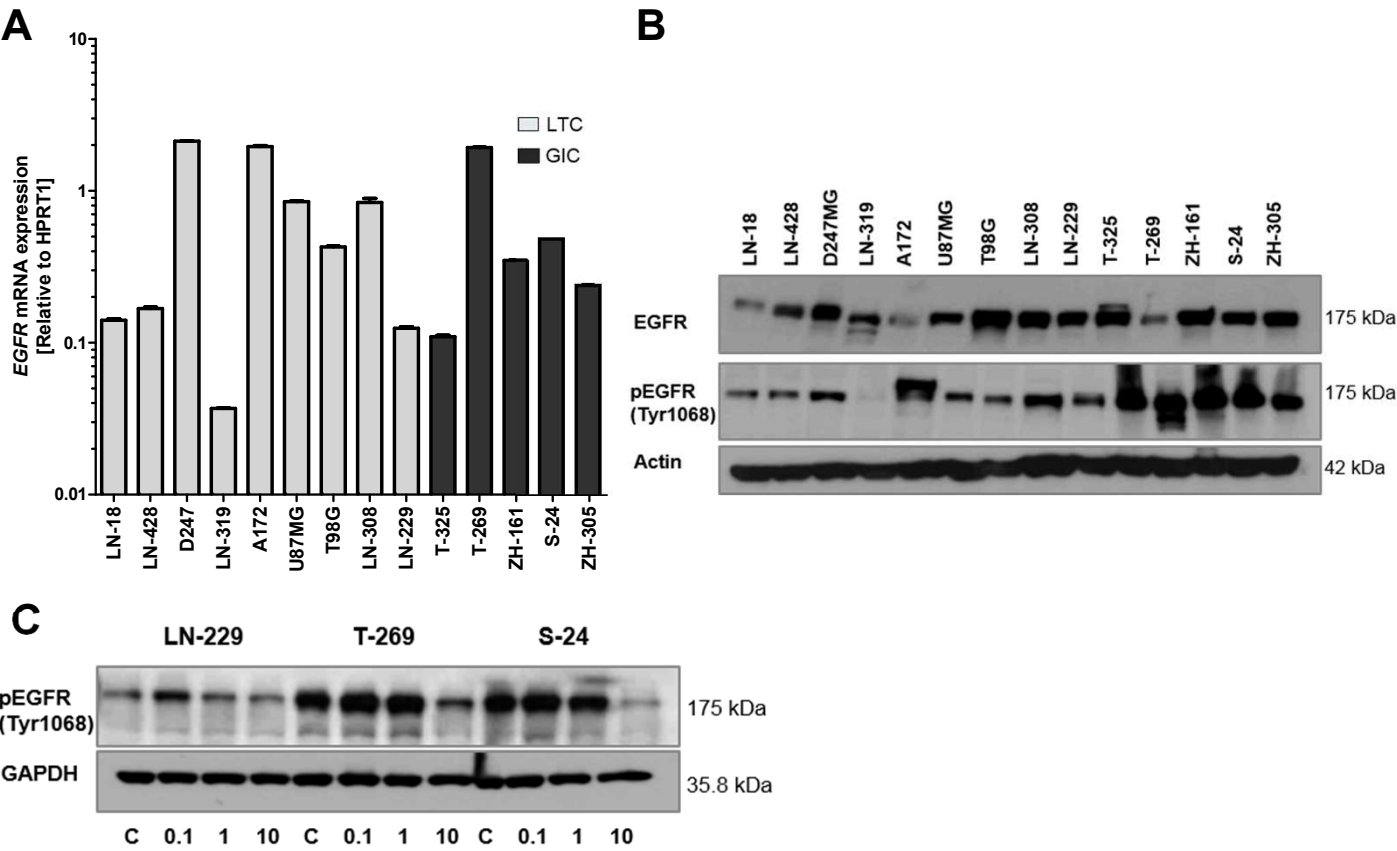 A
10
1
0.1
0.01
EGFR mRNA expression
[Relative to HPRT1]
LTC
GIC
LN-18
LN-428
D247
LN-319
A172
U87MG
T98G
LN-308
LN-229
T-325
T-269
ZH-161
S-24
ZH-305
B
LN-18
LN-428
D247MG
LN-319
A172
U87MG
T98G
LN-308
LN-229
T-325
T-269
ZH-161
S-24
ZH-305
EGFR
175 kDa
pEGFR
(Tyr1068)
175 kDa
Actin
42 kDa
C
LN-229 T-269 S-24
pEGFR
(Tyr1068)
175 kDa
GAPDH
35.8 kDa
C 0.1 1 10 C 0.1 1 10 C 0.1 1 10